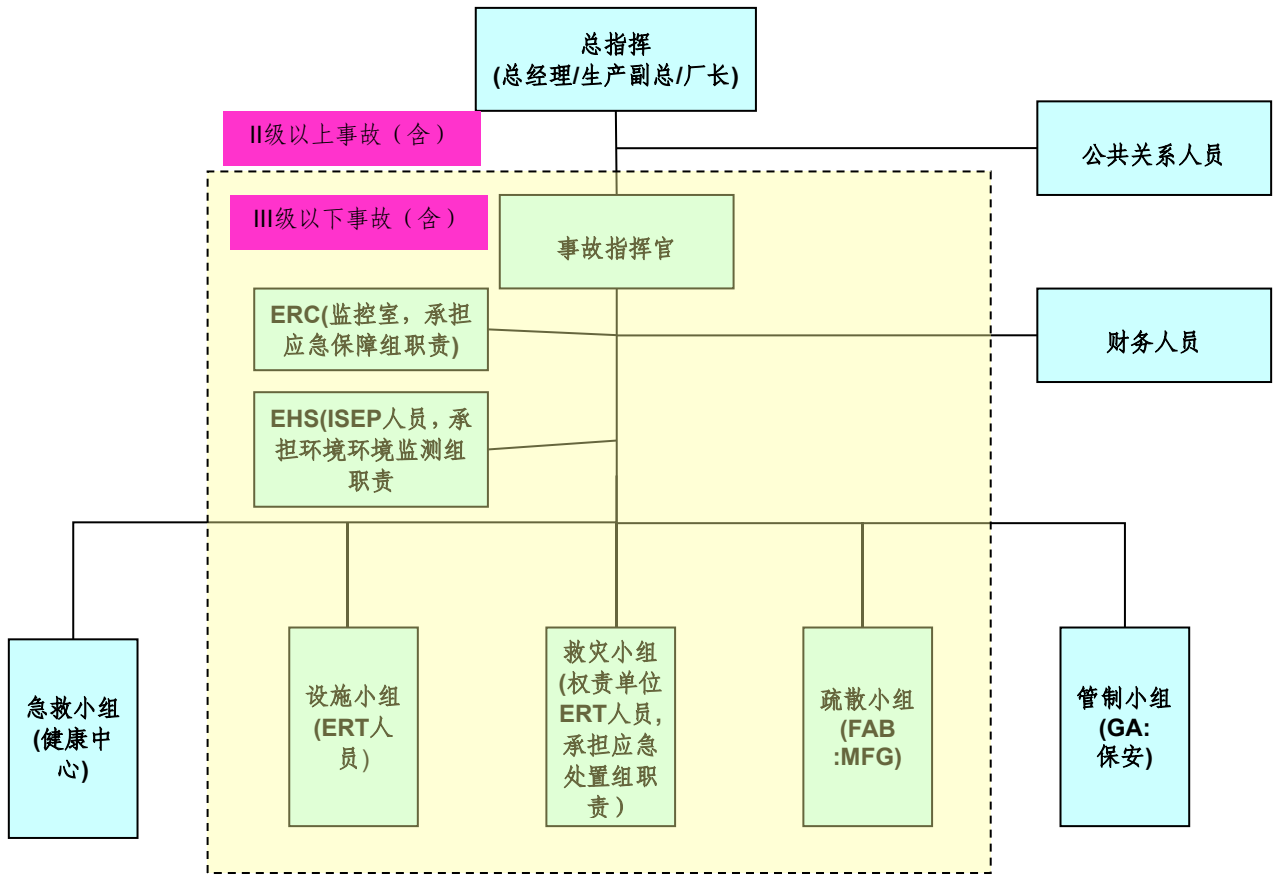 总指挥
(总经理/生产副总/厂长)
II级以上事故（含）
公共关系人员
III级以下事故（含）
事故指挥官
ERC(监控室，承担
应急保障组职责)
财务人员
EHS(ISEP人员，承
担环境环境监测组
职责
急救小组
(健康中
心)
设施小组
(ERT人
员)
救灾小组
(权责单位
ERT人员，
承担应急
处置组职
责）
疏散小组
(FAB
:MFG)
管制小组
(GA:
保安)